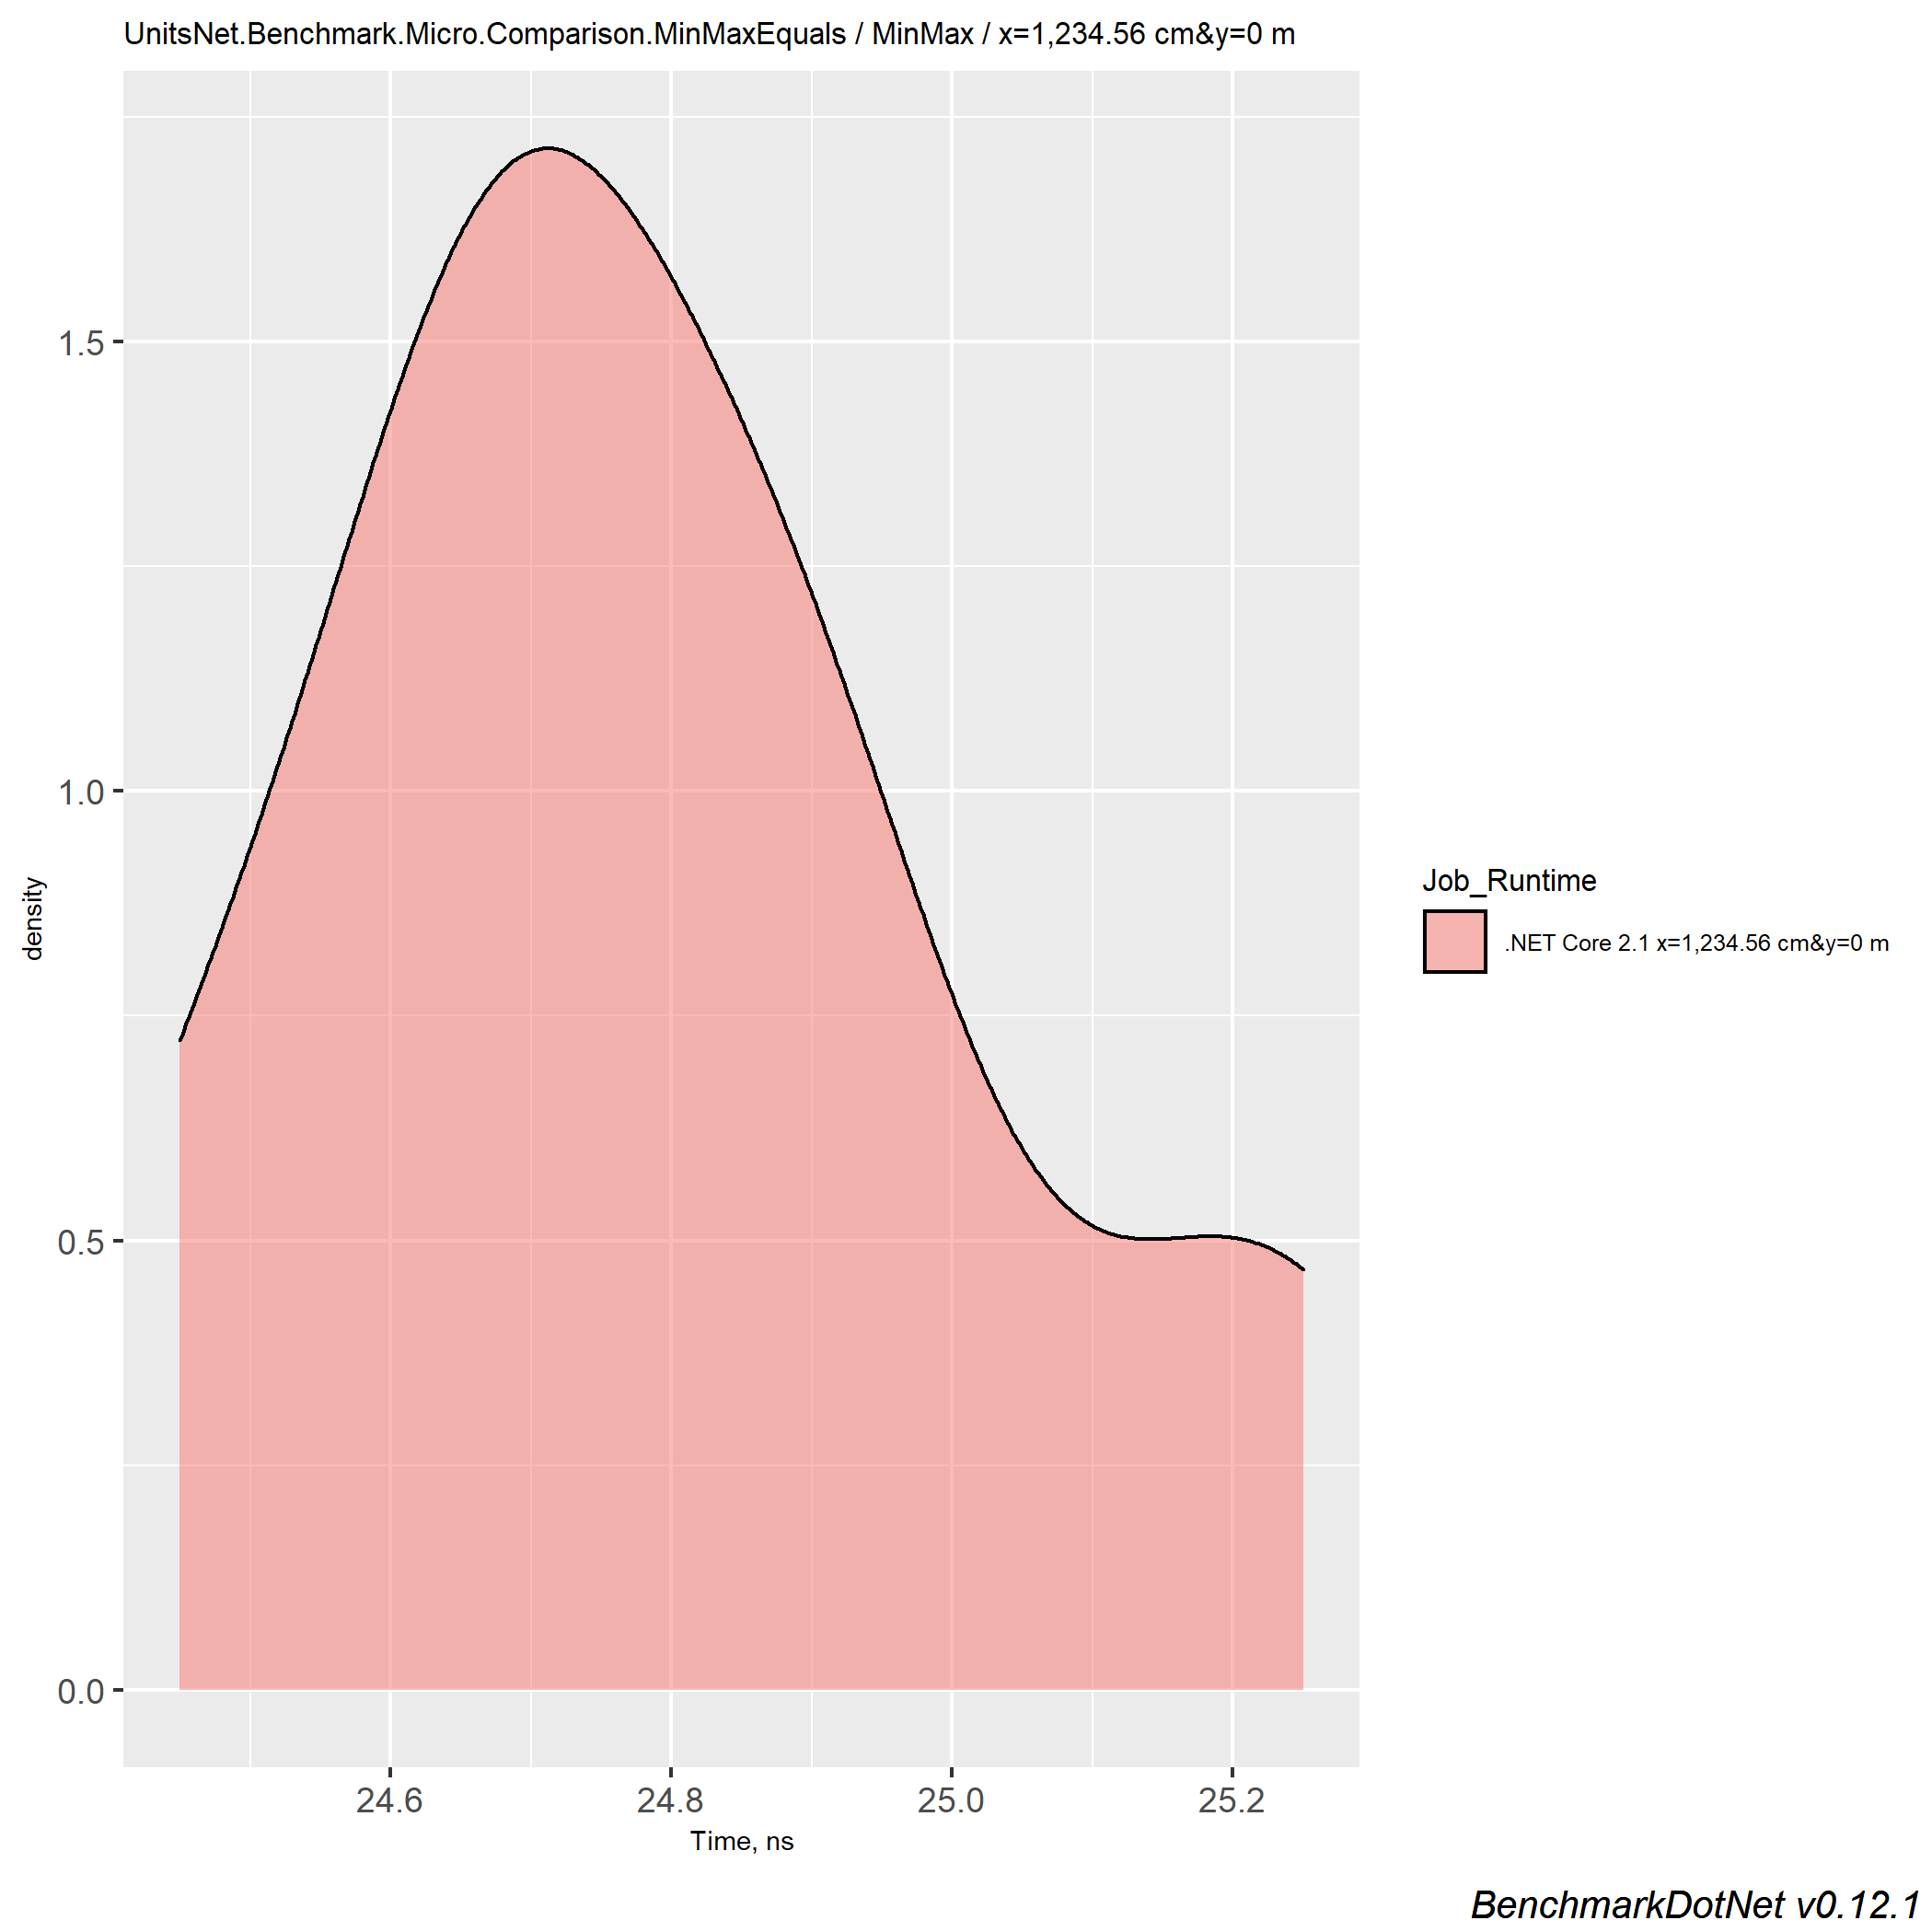 UnitsNet.Benchmark.Micro.Comparison.MinMaxEquals / MinMax / x=1,234.56 cm&y=0 m
1.5
1.0
0.5
0.0
density
24.6 24.8 25.0 25.2
Time, ns
Job_Runtime
.NET Core 2.1 x=1,234.56 cm&y=0 m
BenchmarkDotNet v0.12.1